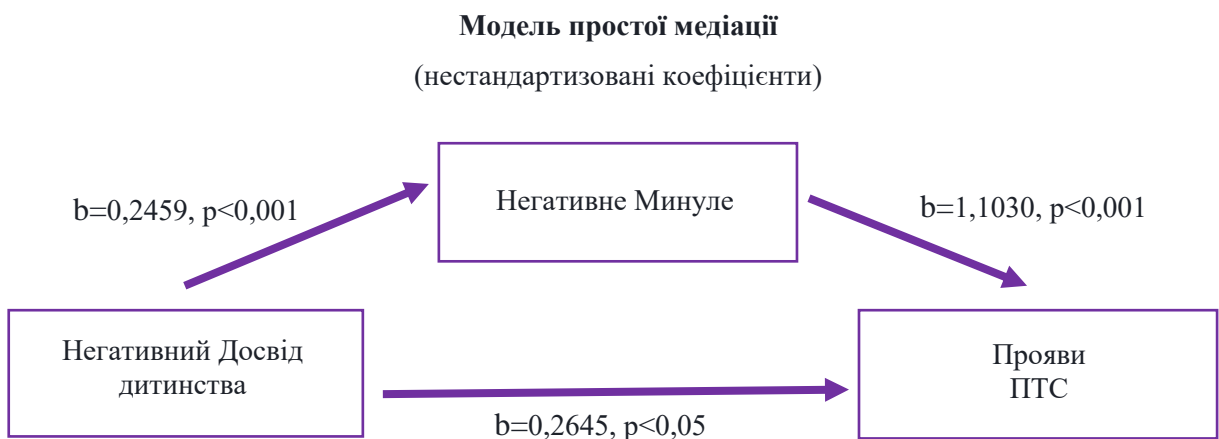 Модель простої медіації
(нестандартизовані коефіцієнти)
Негативне Минуле
b=0,2459, p<0,001
b=1,1030, p<0,001
Негативний Досвід
дитинства
Прояви
ПТС
b=0,2645, p<0,05